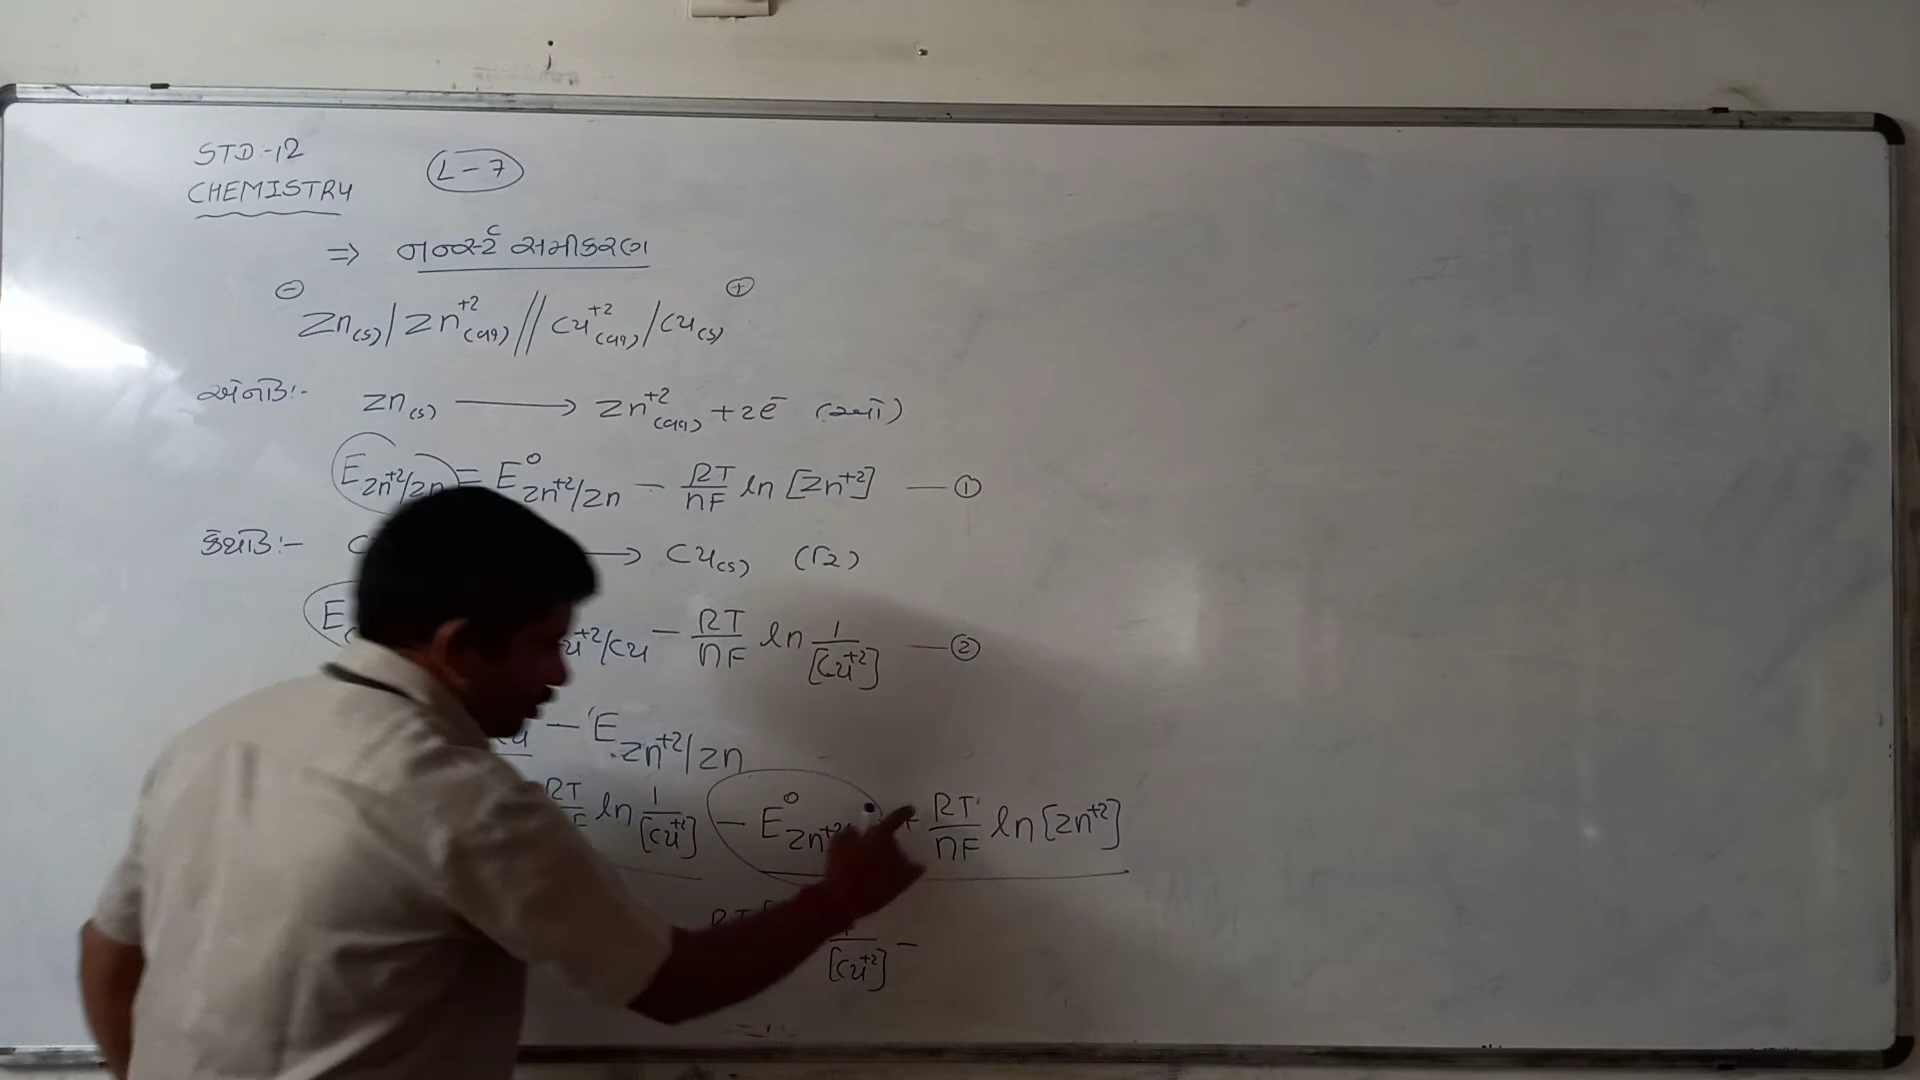 STD:-12
CHEMISTRY
L-7
⇒ નર્ન્સ્ટ સમીકરણ
⊖ ⊕
Zn(s)/Zn⁺²(aq)//Cu⁺²(aq)/Cu(s)
એનોડ:- Zn(s) ⟶ Zn⁺²(aq) + 2e⁻
E Zn⁺²/Zn = E⁰ Zn⁺²/Zn − RT/nF ln [Zn⁺²] — ①
કેથોડ:- C ⟶ Cu(s)
E u⁺²/Cu − RT/nF ln 1/[Cu⁺²] — ②
− E Zn⁺²/Zn
RT ln 1/[Cu⁺²] − E⁰ Zn⁺² + RT/nF ln [Zn⁺²]
RT [Cu⁺²] −